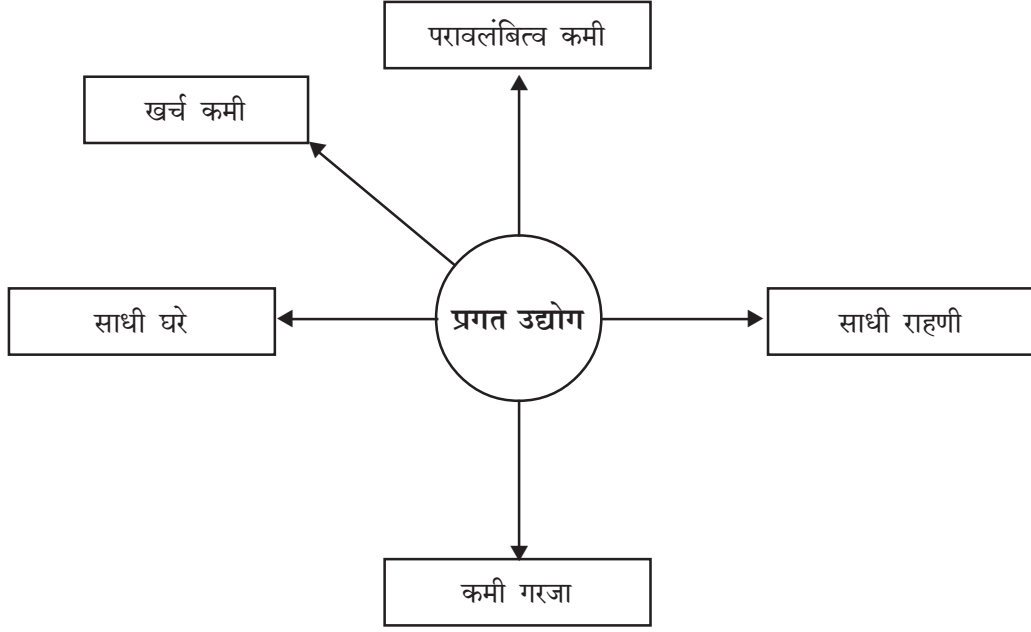 परावलंबित्व कमी
खर्च कमी
प्रगत उद्योग
साधी घरे
साधी राहणी
कमी गरजा